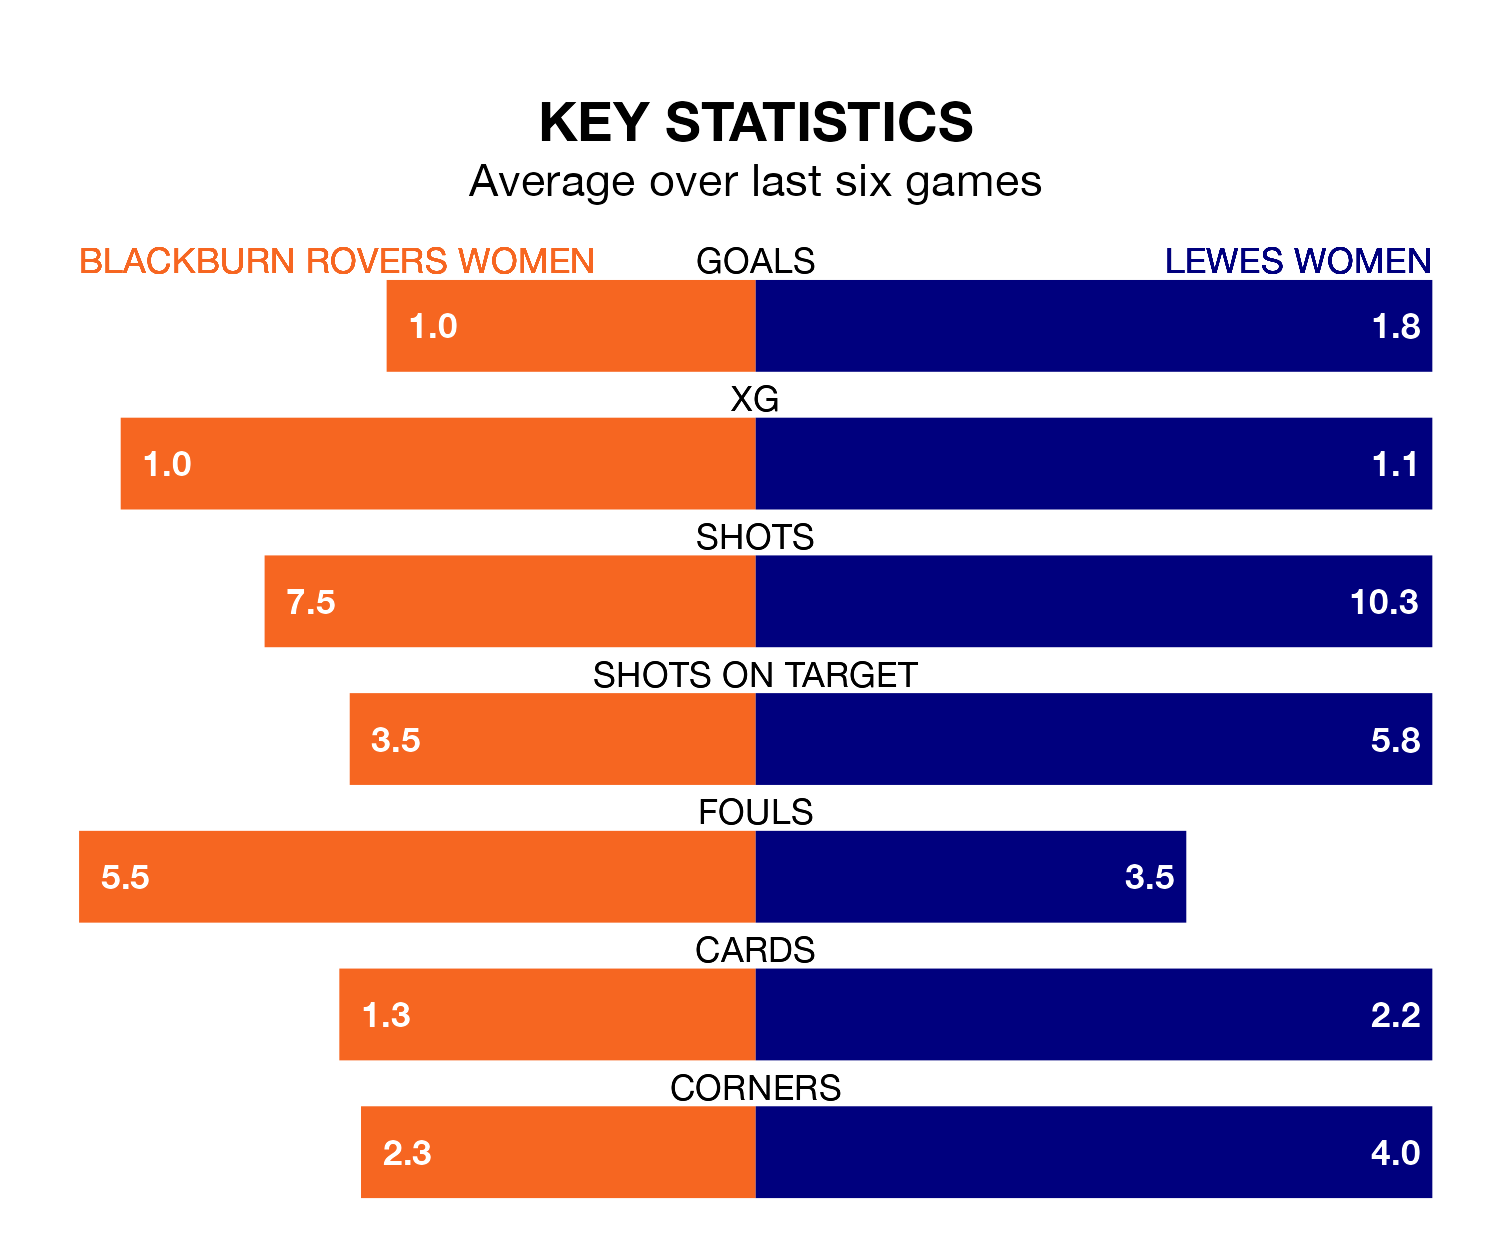 KEY STATISTICS
Average over last six games
BLACKBURN ROVERS WOMEN GOALS LEWES WOMEN
1.0 1.8
XG
1.0 1.1
SHOTS
7.5 10.3
SHOTS ON TARGET
3.5 5.8
FOULS
5.5 3.5
CARDS
1.3 2.2
CORNERS
2.3 4.0